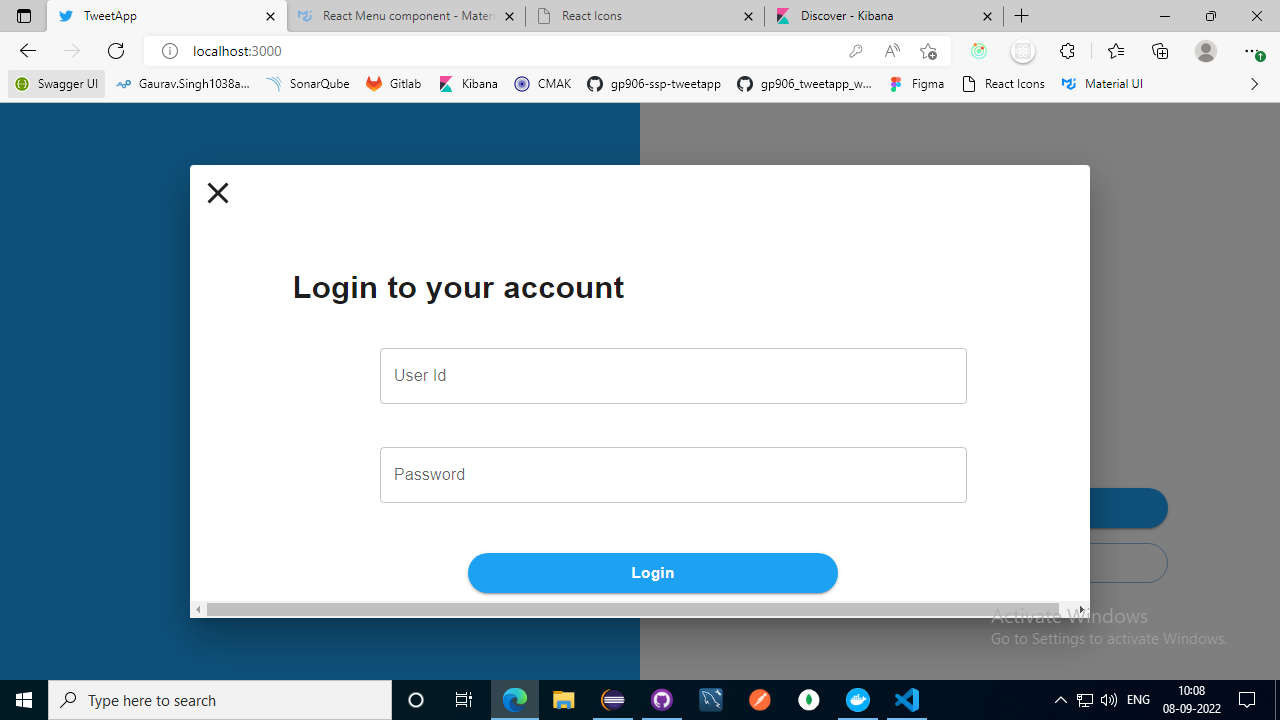 TweetApp
React Menu component - Mater
React Icons
Discover - Kibana
localhost:3000
Swagger UI
Gaurav.Singh1038a...
SonarQube
Gitlab
Kibana
CMAK
gp906-ssp-tweetapp
gp906_tweetapp_w...
Figma
React Icons
Material UI
Login to your account
User Id
Password
Login
Activate Windows
Go to Settings to activate Windows.
Type here to search
ENG
10:08
08-09-2022